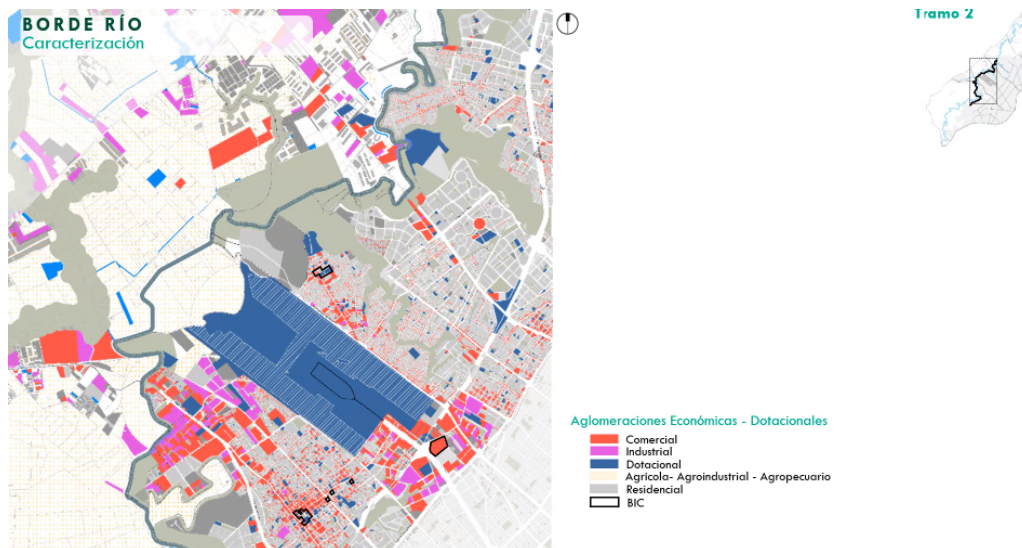 BORDE RÍO
Caracterización
Tramo 2
Aglomeraciones Económicas - Dotacionales
Comercial
Industrial
Dotacional
Agrícola- Agroindustrial - Agropecuario
Residencial
BIC